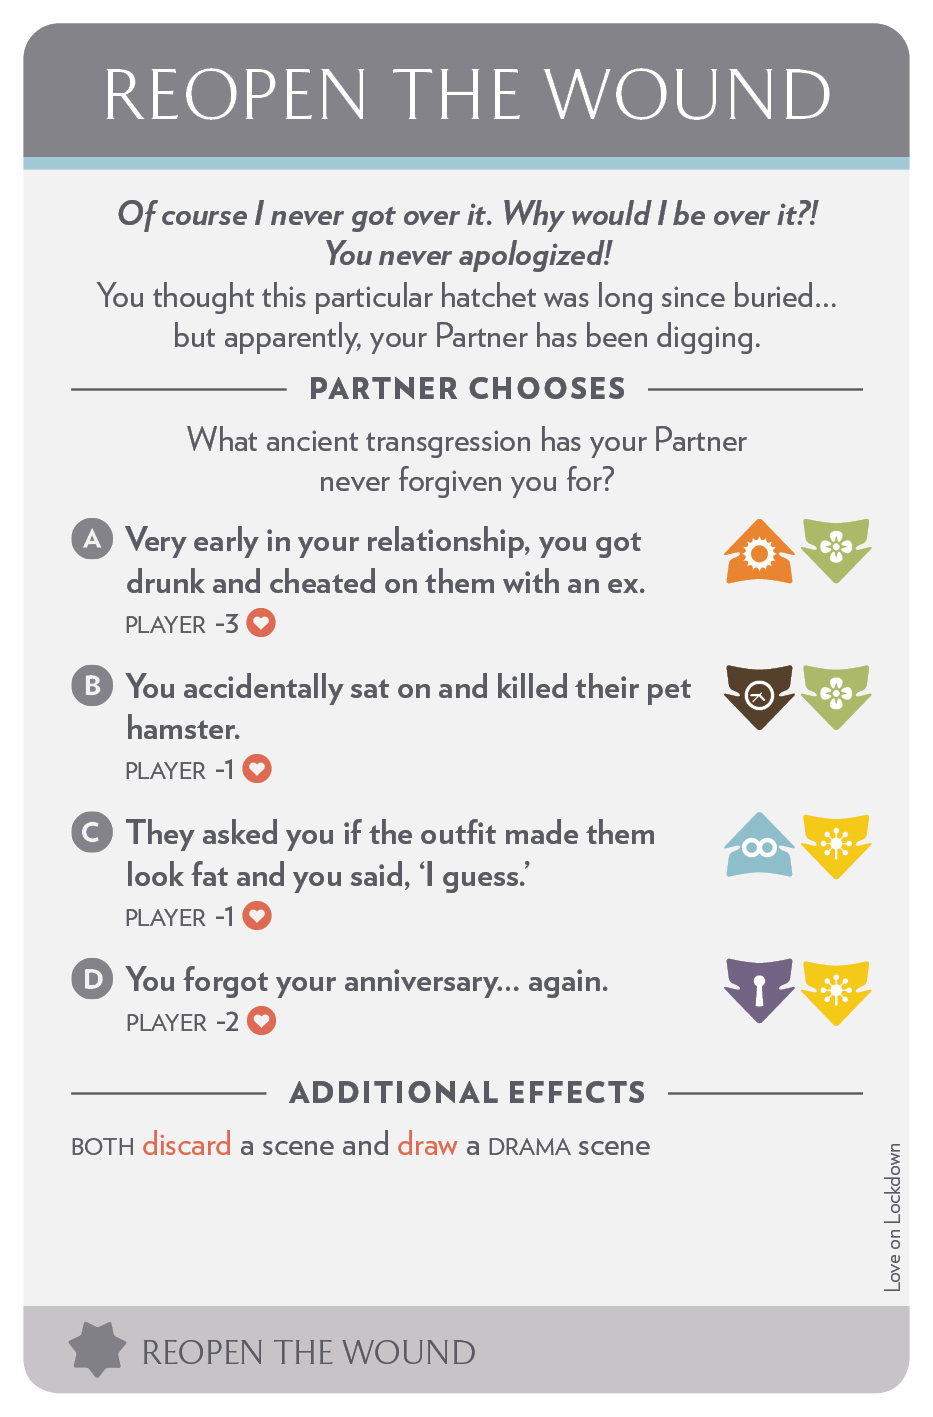 REOPEN THE WOUND
Of course I never got over it. Why would I be over it?!
You never apologized!
You thought this particular hatchet was long since buried...
but apparently, your Partner has been digging.
PARTNER CHOOSES
What ancient transgression has your Partner
never forgiven you for?
A Very early in your relationship, you got
drunk and cheated on them with an ex.
PLAYER -3
B You accidentally sat on and killed their pet
hamster.
PLAYER -1
C They asked you if the outfit made them
look fat and you said, ‘I guess.’
PLAYER -1
D You forgot your anniversary... again.
PLAYER -2
ADDITIONAL EFFECTS
BOTH discard a scene and draw a DRAMA scene
Love on Lockdown
REOPEN THE WOUND